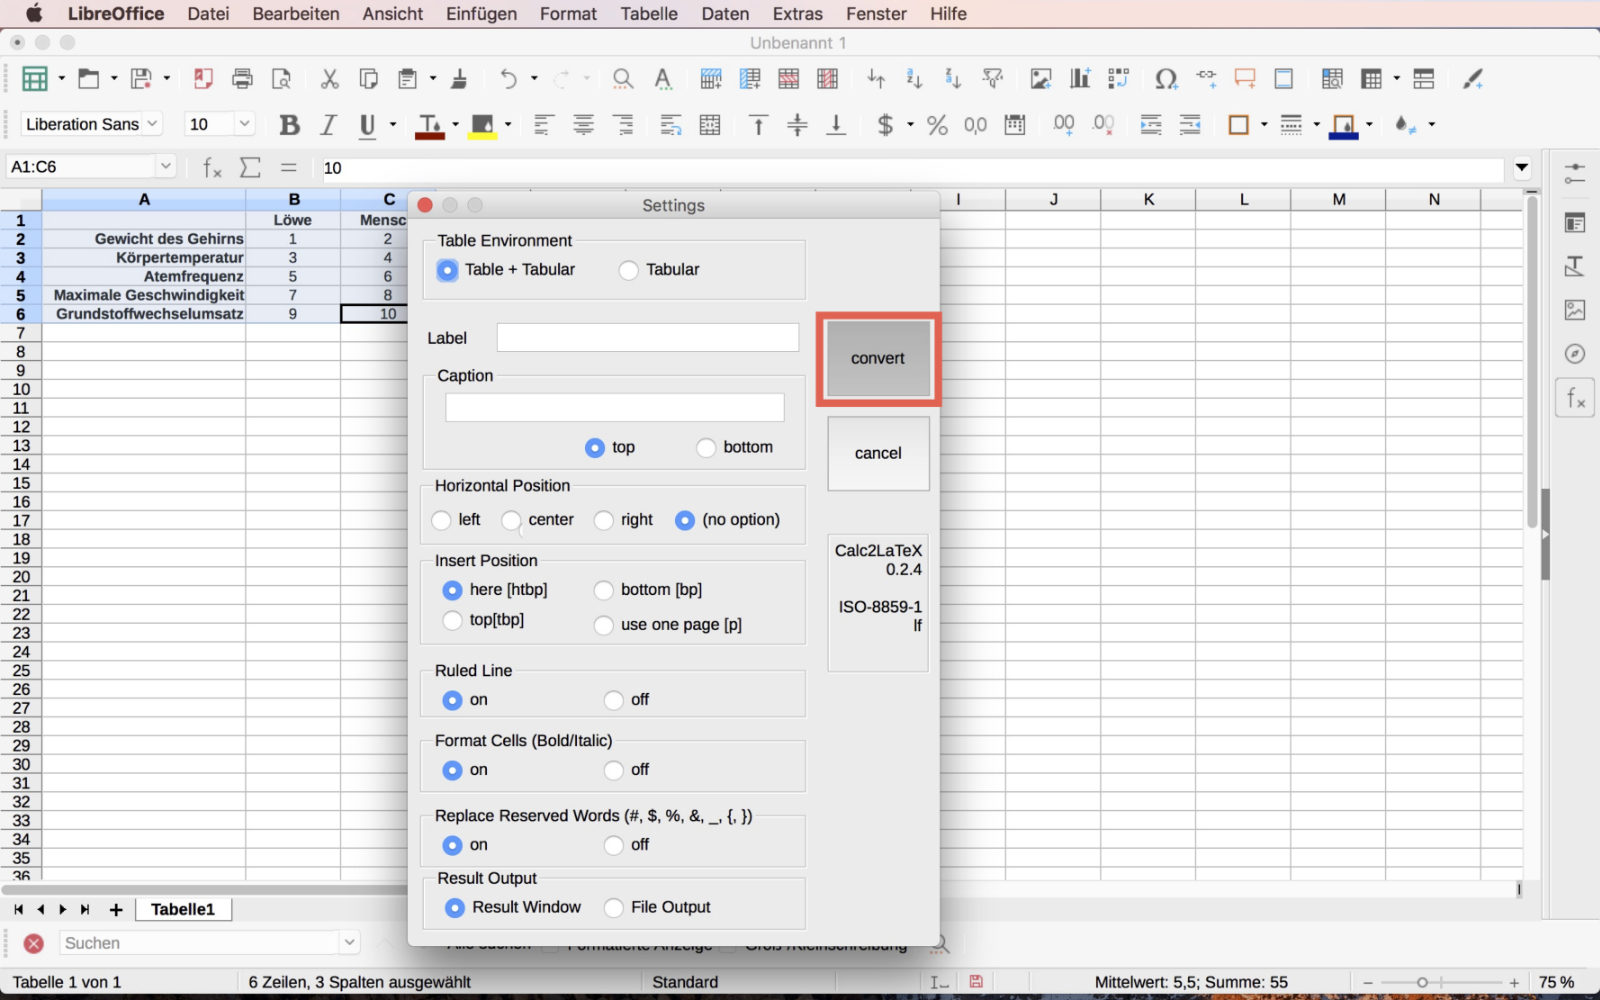 LibreOffice Datei Bearbeiten Ansicht Einfügen Format Tabelle Daten Extras Fenster Hilfe
Unbenannt 1
Liberation Sans 10
A1:C6 10
A B C I J K L M N
1 Löwe Mensc
2 Gewicht des Gehirns 1 2
3 Körpertemperatur 3 4
4 Atemfrequenz 5 6
5 Maximale Geschwindigkeit 7 8
6 Grundstoffwechselumsatz 9 10
7
8
9
10
11
12
13
14
15
16
17
18
19
20
21
22
23
24
25
26
27
28
29
30
31
32
33
34
35
36
Settings
Table Environment
Table + Tabular Tabular
Label
Caption
top bottom
Horizontal Position
left center right (no option)
Insert Position
here [htbp] bottom [bp]
top[tbp] use one page [p]
Ruled Line
on off
Format Cells (Bold/Italic)
on off
Replace Reserved Words (#, $, %, &, _, {, })
on off
Result Output
Result Window File Output
convert
cancel
Calc2LaTeX
0.2.4
ISO-8859-1
lf
Tabelle1
Suchen
Tabelle 1 von 1 6 Zeilen, 3 Spalten ausgewählt Standard Mittelwert: 5,5; Summe: 55 75 %